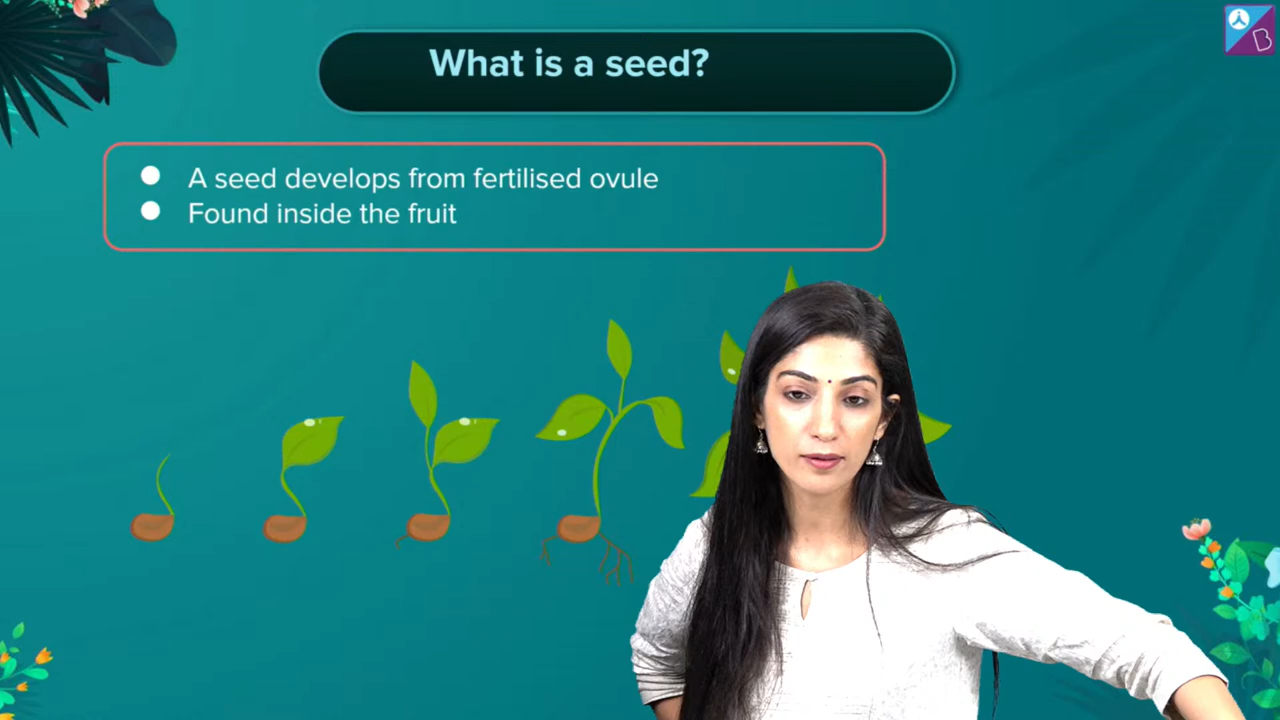 What is a seed?
A seed develops from fertilised ovule
Found inside the fruit
B